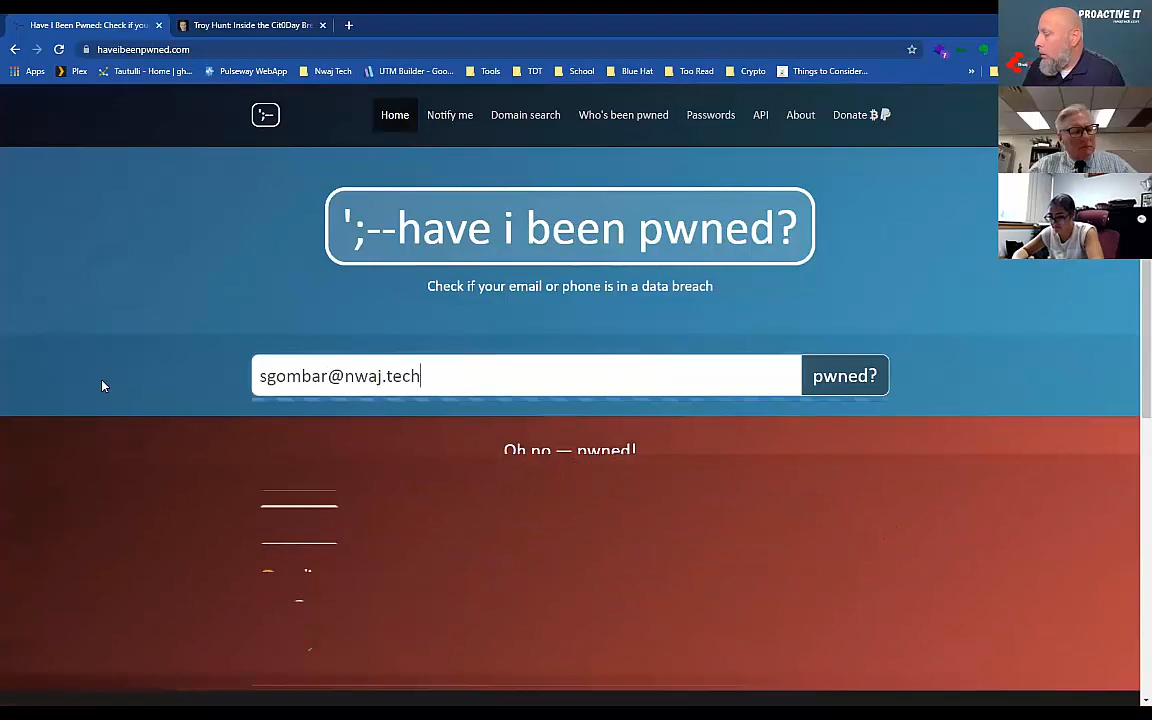 Have I Been Pwned: Check if you
Troy Hunt: Inside the Cit0Day Bre
haveibeenpwned.com
Apps
Plex
Tautulli - Home | gh...
Pulseway WebApp
Nwaj Tech
UTM Builder - Goo...
Tools
TDT
School
Blue Hat
Too Read
Crypto
Things to Consider...
PROACTIVE IT
';--
Home
Notify me
Domain search
Who's been pwned
Passwords
API
About
Donate
';--have i been pwned?
Check if your email or phone is in a data breach
sgombar@nwaj.tech
pwned?
Oh no — pwned!